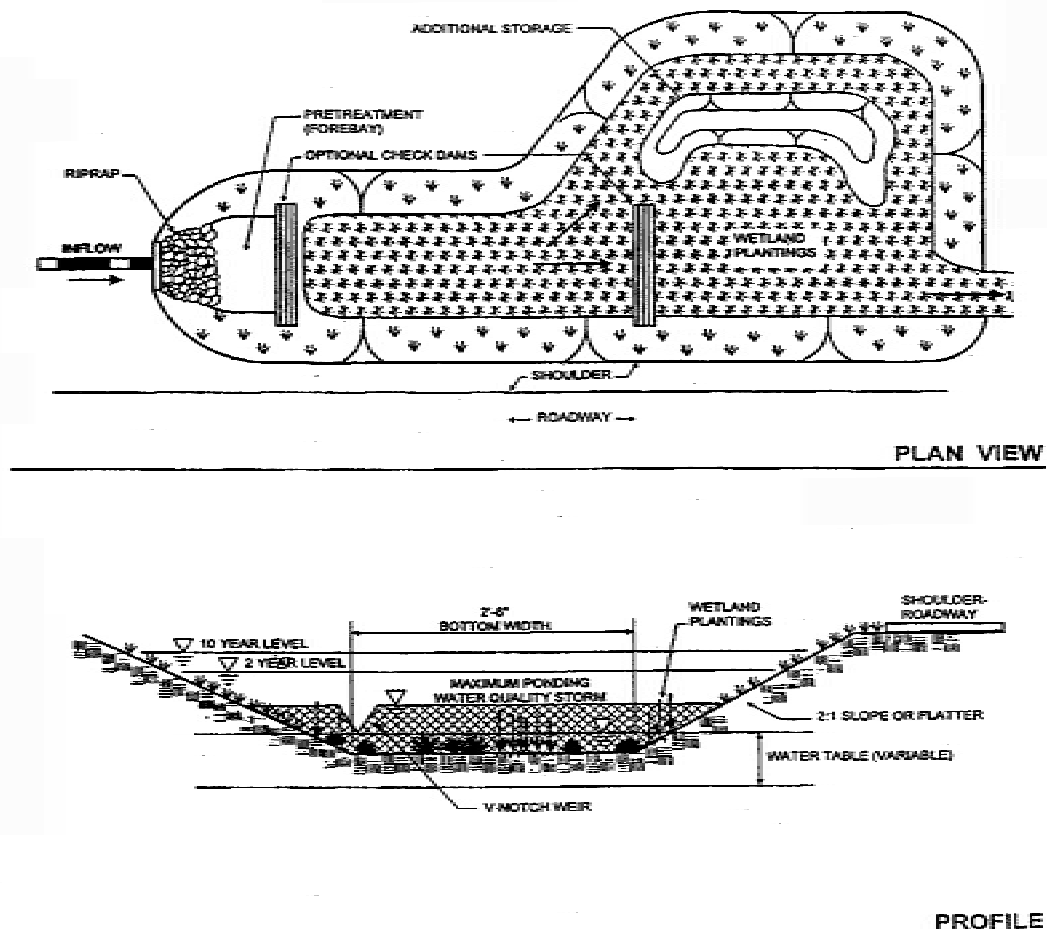 ADDITIONAL STORAGE
PRETREATMENT
(FOREBAY)
OPTIONAL CHECK DAMS
RIPRAP
INFLOW
WETLAND
PLANTINGS
SHOULDER
ROADWAY
PLAN VIEW
2'-8"
BOTTOM WIDTH
WETLAND
PLANTINGS
SHOULDER-
ROADWAY
10 YEAR LEVEL
2 YEAR LEVEL
MAXIMUM PONDING
WATER QUALITY STORM
2:1 SLOPE OR FLATTER
WATER TABLE (VARIABLE)
V-NOTCH WEIR
PROFILE